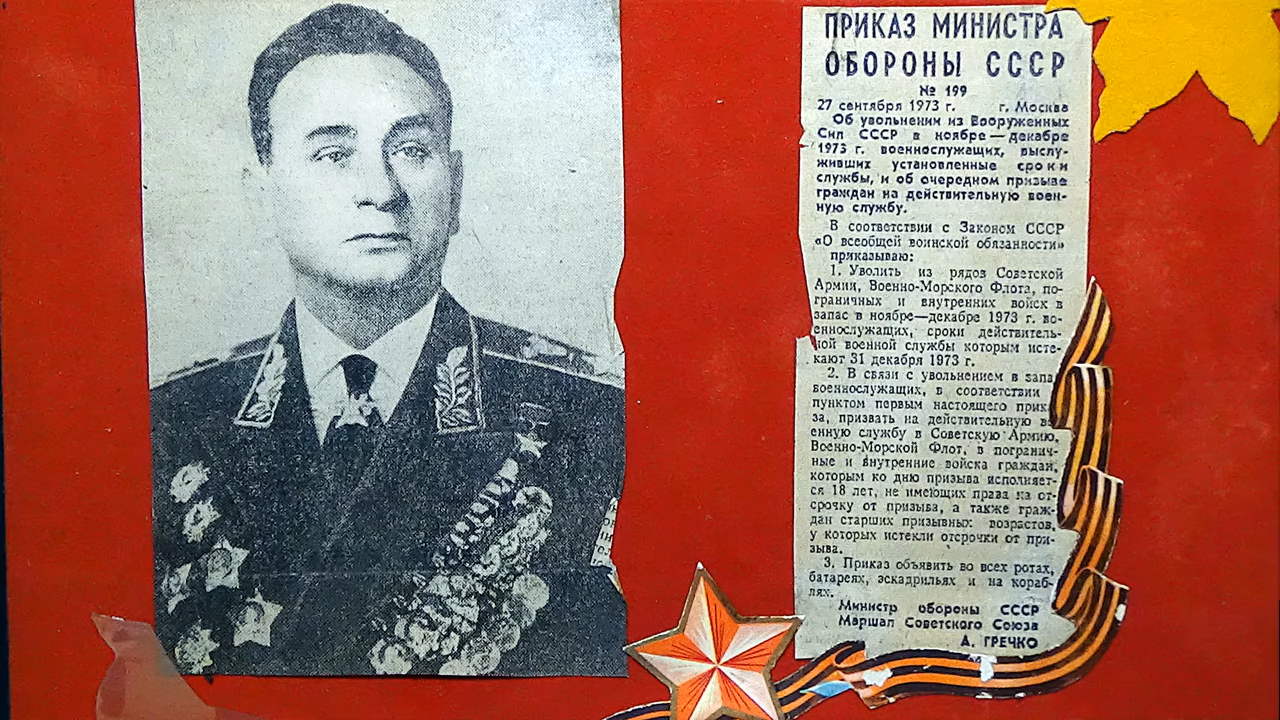 ПРИКАЗ МИНИСТРА
ОБОРОНЫ СССР
№ 199
27 сентября 1973 г. г. Москва
Об увольнении из Вооруженных
Сил СССР в ноябре — декабре
1973 г. военнослужащих, выслу-
живших установленные сроки
службы, и об очередном призыве
граждан на действительную воен-
ную службу.
В соответствии с Законом СССР
«О всеобщей воинской обязанности»
приказываю:
1. Уволить из рядов Советской
Армии, Военно-Морского Флота, по-
граничных и внутренних войск в
запас в ноябре—декабре 1973 г. во-
еннослужащих, сроки действитель-
ной военной службы которым исте-
кают 31 декабря 1973 г.
2. В связи с увольнением в запа
военнослужащих, в соответствии
пунктом первым настоящего прик
за, призвать на действительную в
енную службу в Советскую Армию,
Военно-Морской Флот, в погранич-
ные и внутренние войска граждан,
которым ко дню призыва исполняет-
ся 18 лет, не имеющих права на от-
срочку от призыва, а также граж-
дан старших призывных возрастов,
у которых истекли отсрочки от при-
зыва.
3. Приказ объявить во всех ротах,
батареях, эскадрильях и на кораб-
лях.
Министр обороны СССР
Маршал Советского Союза
А. ГРЕЧКО